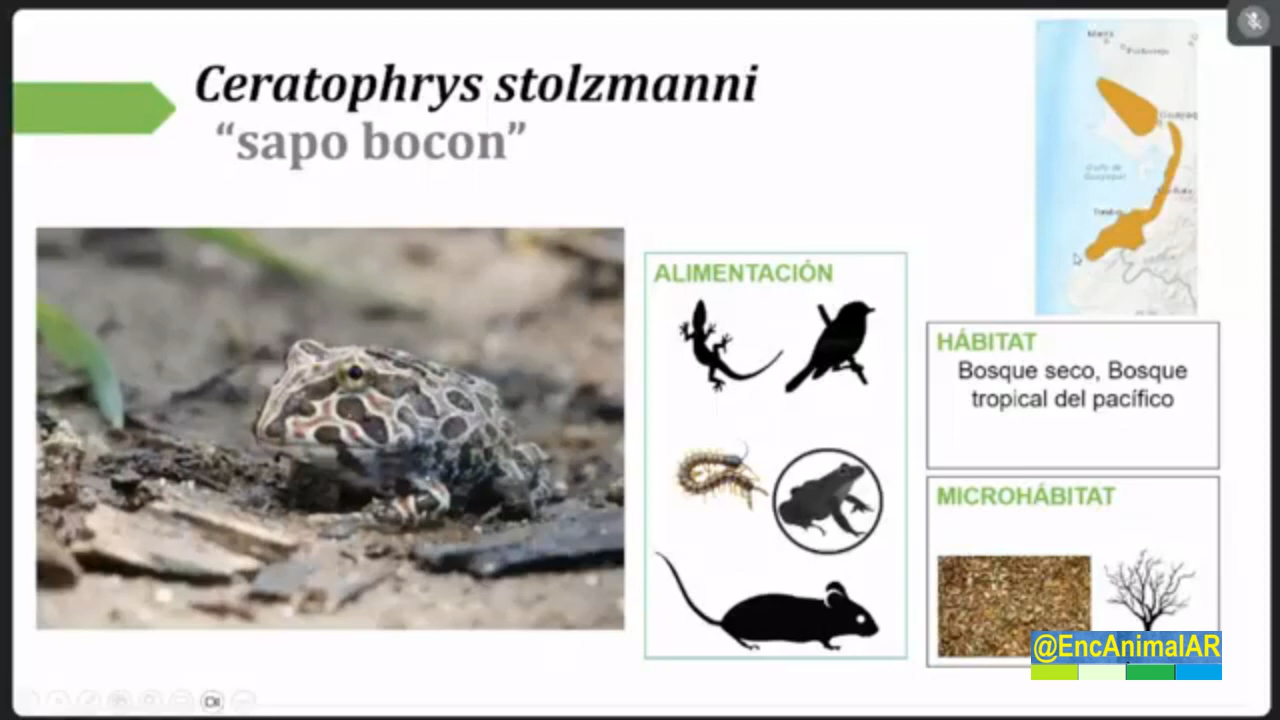 Ceratophrys stolzmanni
“sapo bocon”
ALIMENTACIÓN
HÁBITAT
Bosque seco, Bosque
tropical del pacífico
MICROHÁBITAT
@EncAnimalAR